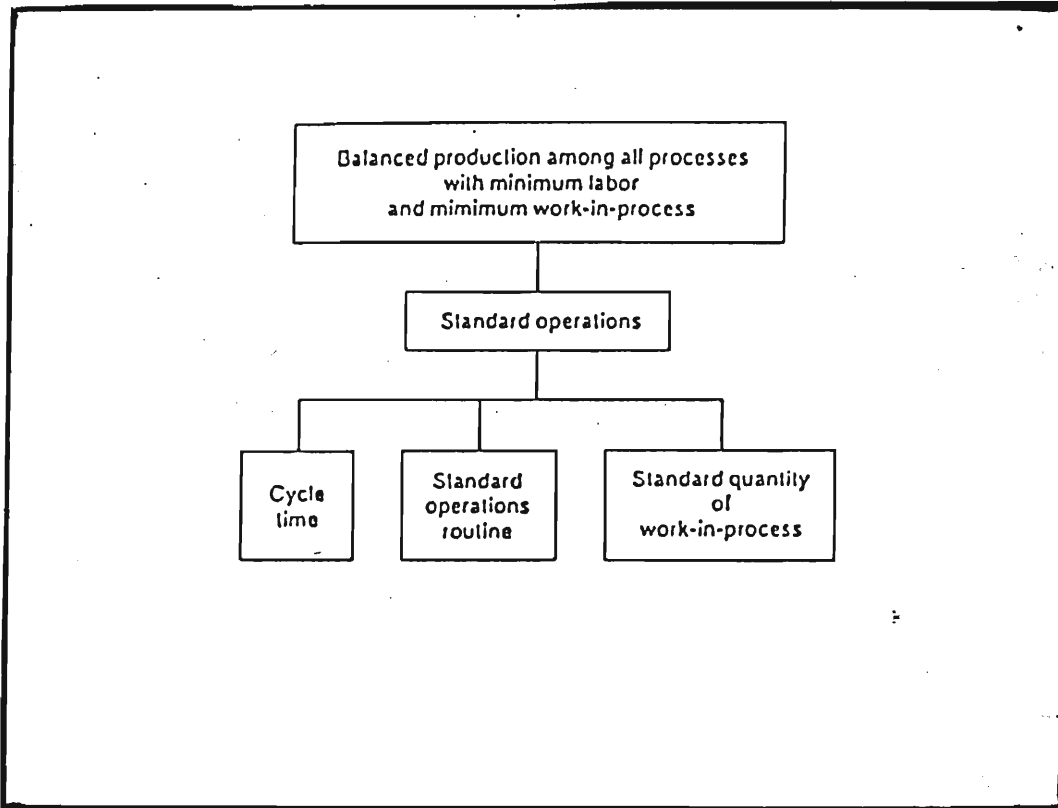 Balanced production among all processes
with minimum labor
and mimimum work-in-process
Standard operations
Cycle
time
Standard
operations
routine
Standard quantity
of
work-in-process